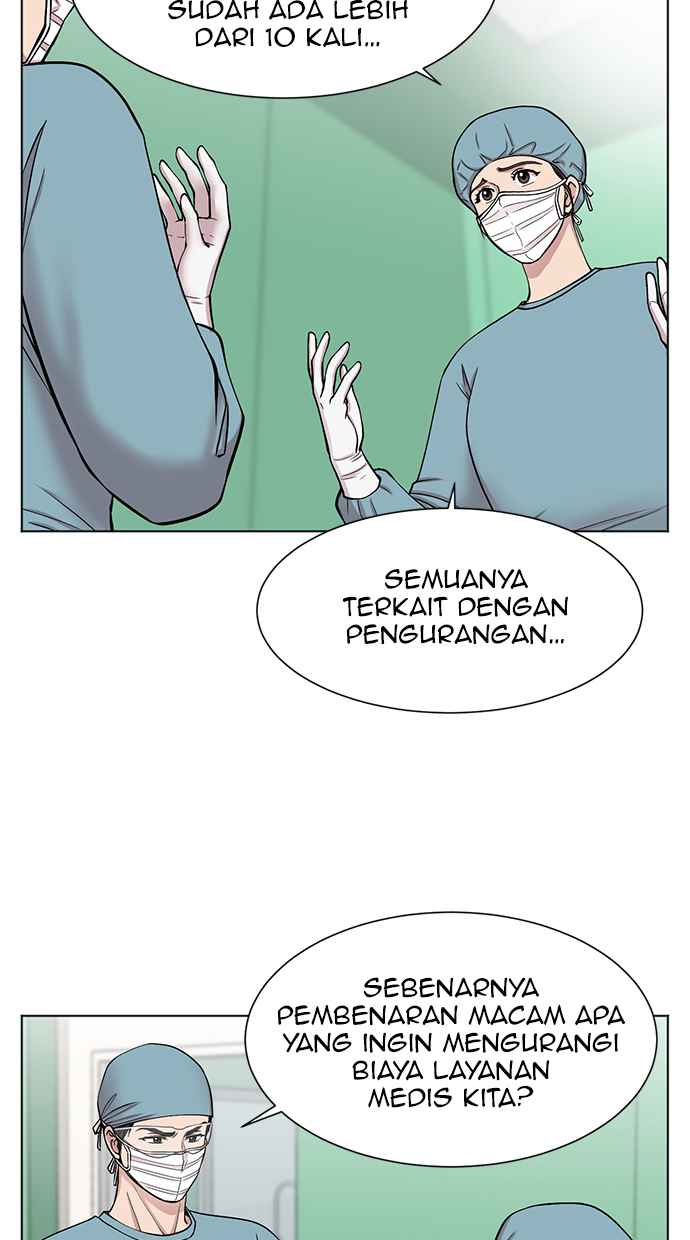 SUDAH ADA LEBIH
DARI 10 KALI...
SEMUANYA
TERKAIT DENGAN
PENGURANGAN...
SEBENARNYA
PEMBENARAN MACAM APA
YANG INGIN MENGURANGI
BIAYA LAYANAN
MEDIS KITA?